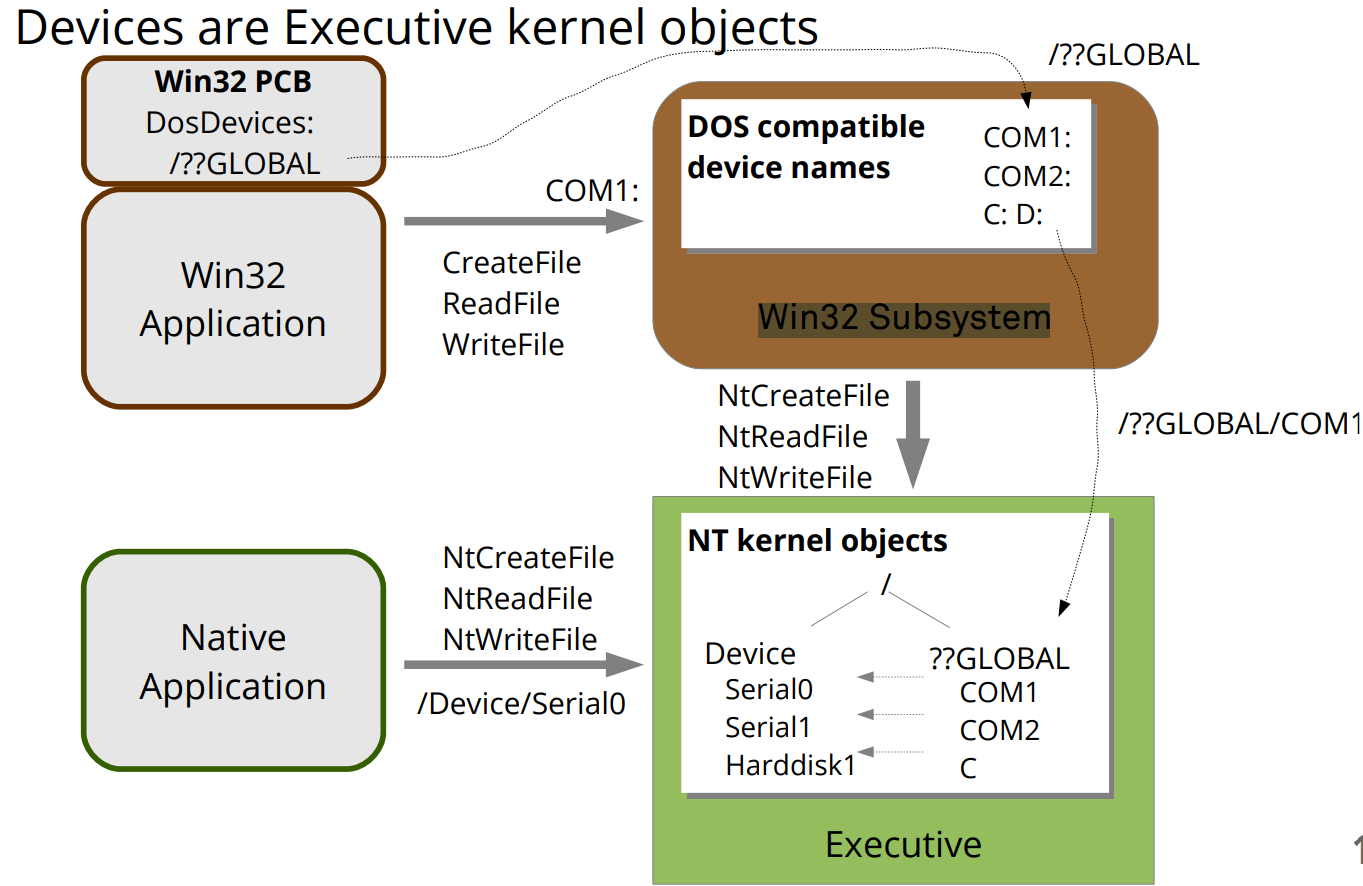 Devices are Executive kernel objects
/??GLOBAL
Win32 PCB
DosDevices:
/??GLOBAL
DOS compatible
device names
COM1:
COM2:
C: D:
COM1:
Win32
Application
CreateFile
ReadFile
WriteFile
Win32 Subsystem
NtCreateFile
NtReadFile
NtWriteFile
/??GLOBAL/COM1
NT kernel objects
/
Native
Application
NtCreateFile
NtReadFile
NtWriteFile
/Device/Serial0
Device
Serial0
Serial1
Harddisk1
??GLOBAL
COM1
COM2
C
Executive
1